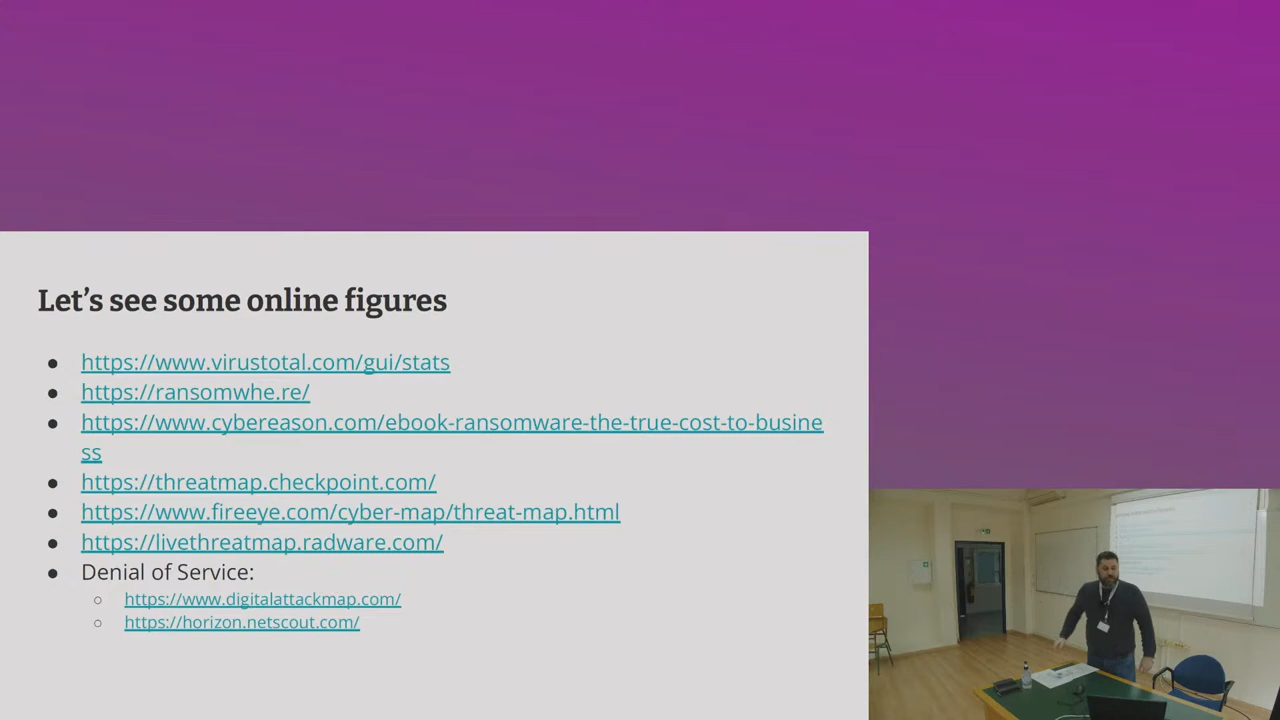 Let's see some online figures
● https://www.virustotal.com/gui/stats
● https://ransomwhe.re/
● https://www.cybereason.com/ebook-ransomware-the-true-cost-to-busine
ss
● https://threatmap.checkpoint.com/
● https://www.fireeye.com/cyber-map/threat-map.html
● https://livethreatmap.radware.com/
● Denial of Service:
○ https://www.digitalattackmap.com/
○ https://horizon.netscout.com/